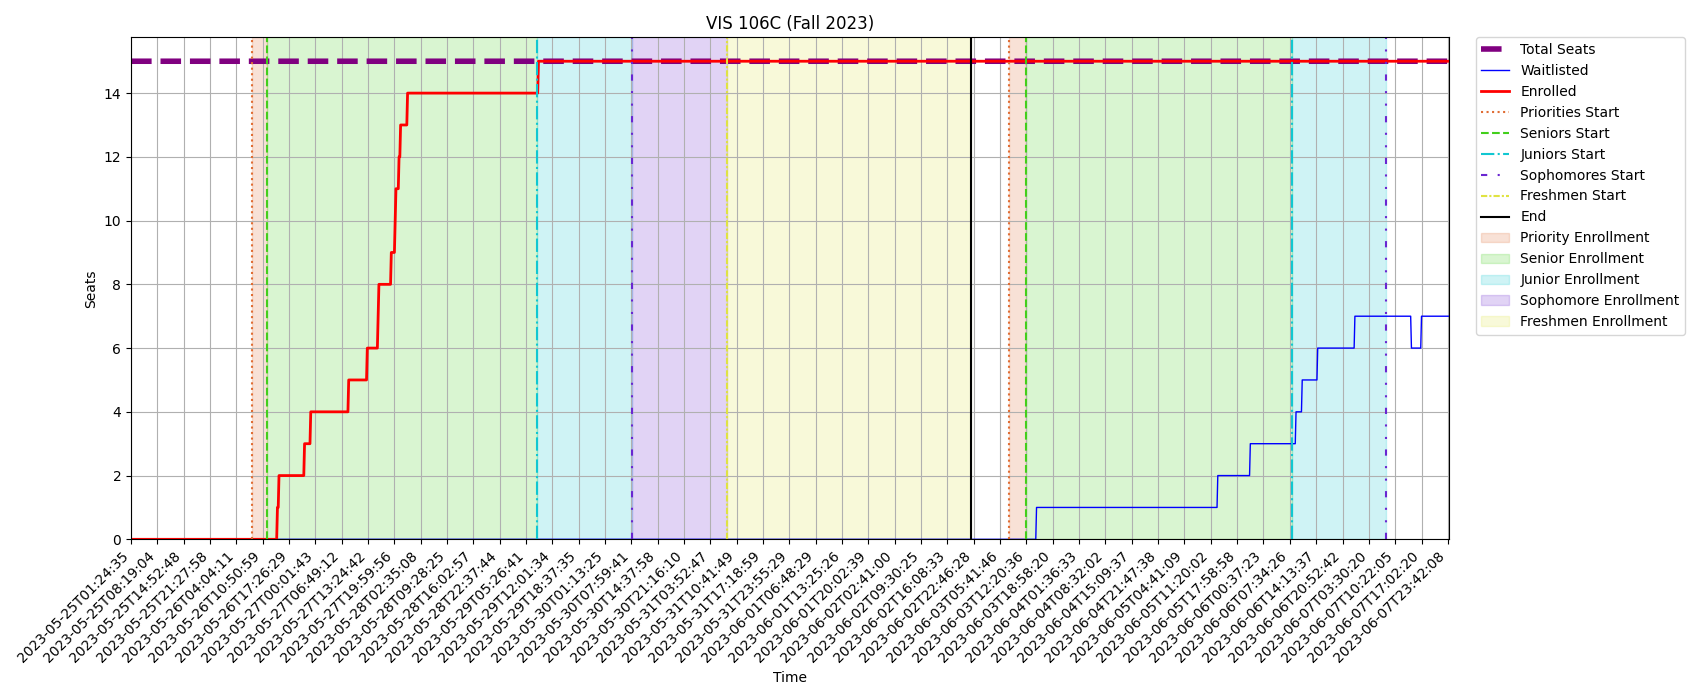 VIS 106C (Fall 2023)
Seats
14
12
10
8
6
4
2
0
2023-05-25T01:24:35
2023-05-25T08:19:04
2023-05-25T14:52:48
2023-05-25T21:27:58
2023-05-26T04:04:11
2023-05-26T10:50:59
2023-05-26T17:26:29
2023-05-27T00:01:43
2023-05-27T06:49:12
2023-05-27T13:24:42
2023-05-27T19:59:56
2023-05-28T02:35:08
2023-05-28T09:28:25
2023-05-28T16:02:57
2023-05-28T22:37:44
2023-05-29T05:26:41
2023-05-29T12:01:34
2023-05-29T18:37:35
2023-05-30T01:13:25
2023-05-30T07:59:41
2023-05-30T14:37:58
2023-05-30T21:16:10
2023-05-31T03:52:47
2023-05-31T10:41:49
2023-05-31T17:18:59
2023-05-31T23:55:29
2023-06-01T06:48:29
2023-06-01T13:25:26
2023-06-01T20:02:39
2023-06-02T02:41:00
2023-06-02T09:30:25
2023-06-02T16:08:33
2023-06-02T22:46:28
2023-06-03T05:41:46
2023-06-03T12:20:36
2023-06-03T18:58:20
2023-06-04T01:36:33
2023-06-04T08:32:02
2023-06-04T15:09:37
2023-06-04T21:47:38
2023-06-05T04:41:09
2023-06-05T11:20:02
2023-06-05T17:58:58
2023-06-06T00:37:23
2023-06-06T07:34:26
2023-06-06T14:13:37
2023-06-06T20:52:42
2023-06-07T03:30:20
2023-06-07T10:22:05
2023-06-07T17:02:20
2023-06-07T23:42:08
Time
Total Seats
Waitlisted
Enrolled
Priorities Start
Seniors Start
Juniors Start
Sophomores Start
Freshmen Start
End
Priority Enrollment
Senior Enrollment
Junior Enrollment
Sophomore Enrollment
Freshmen Enrollment